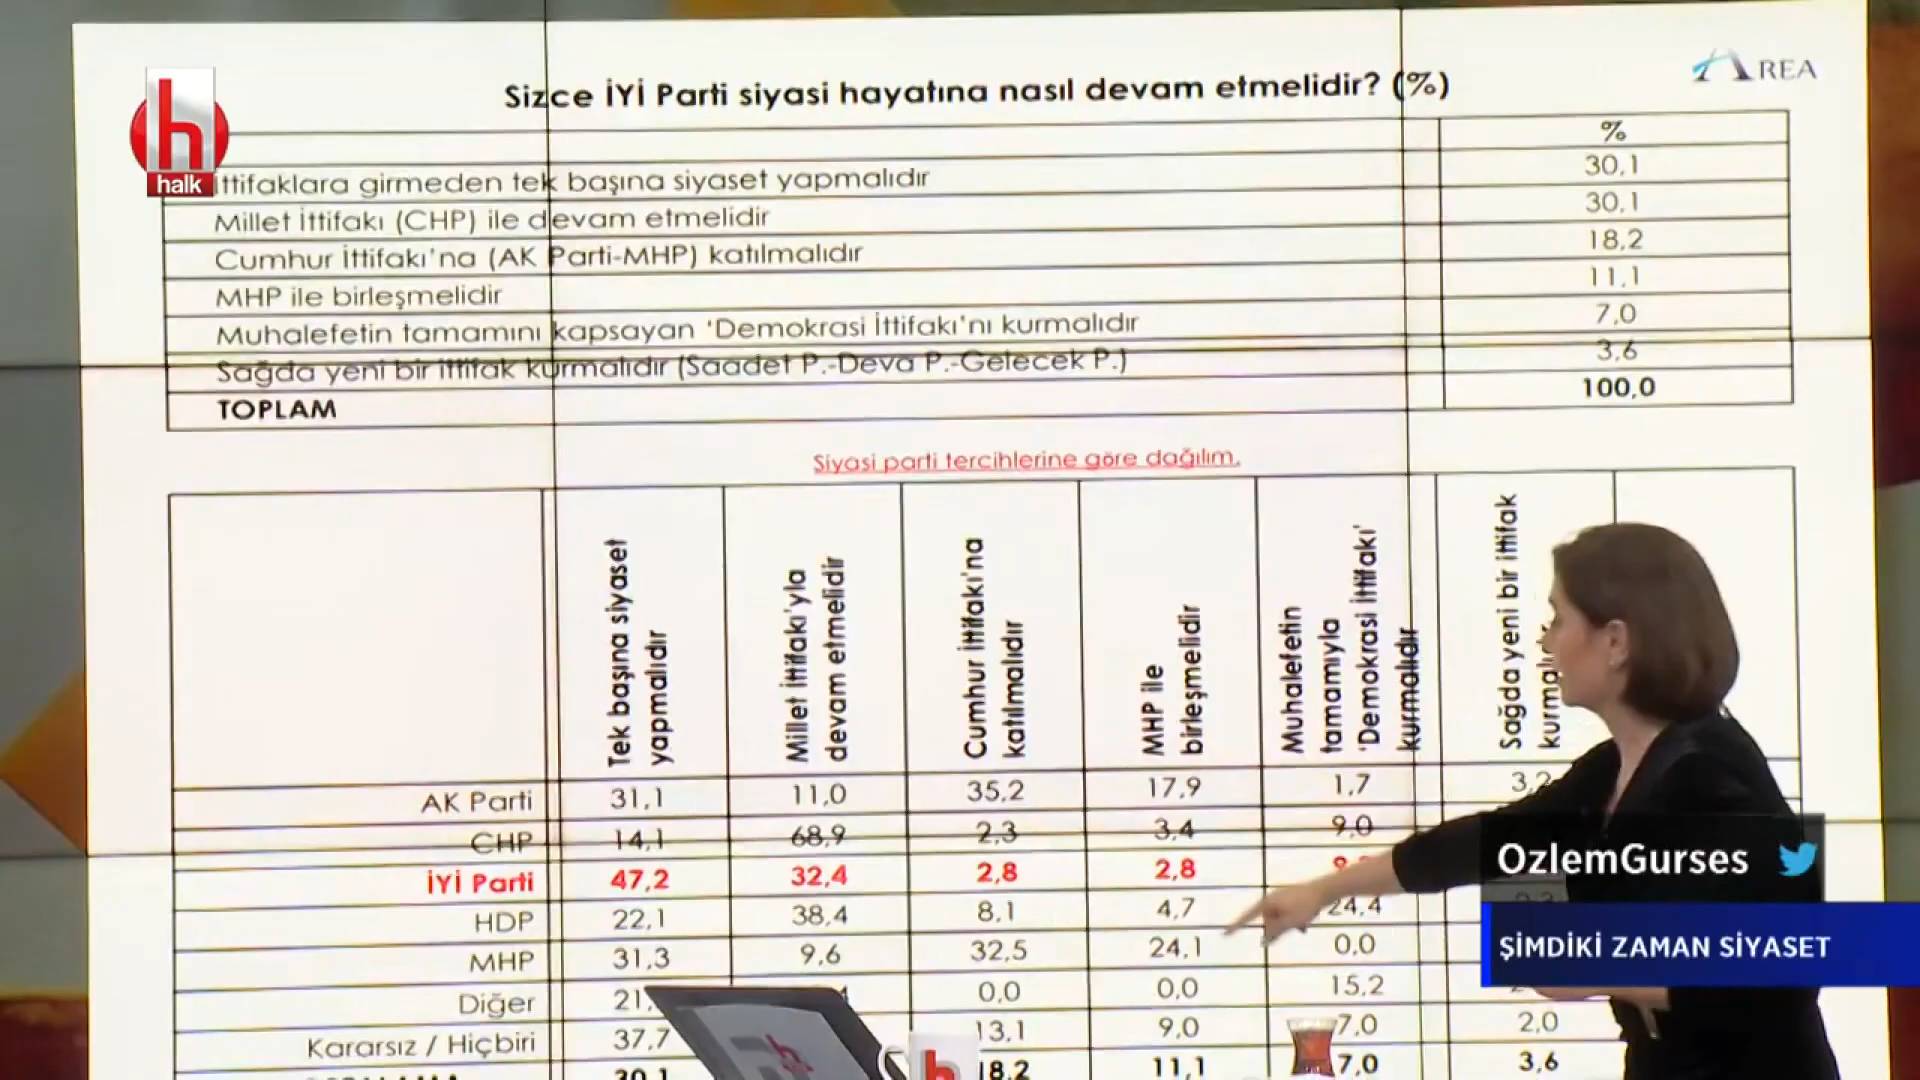 Sizce İYİ Parti siyasi hayatına nasıl devam etmelidir? (%)
AREA
h
halk
%
İttifaklara girmeden tek başına siyaset yapmalıdır 30,1
Millet İttifakı (CHP) ile devam etmelidir 30,1
Cumhur İttifakı'na (AK Parti-MHP) katılmalıdır 18,2
MHP ile birleşmelidir 11,1
Muhalefetin tamamını kapsayan 'Demokrasi İttifakı'nı kurmalıdır 7,0
Sağda yeni bir ittifak kurmalıdır (Saadet P.-Deva P.-Gelecek P.) 3,6
TOPLAM 100,0
Siyasi parti tercihlerine göre dağılım.
Tek başına siyaset
yapmalıdır
Millet İttifakı'yla
devam etmelidir
Cumhur İttifakı'na
katılmalıdır
MHP ile
birleşmelidir
Muhalefetin
tamamıyla
'Demokrasi İttifakı'
kurmalıdır
Sağda yeni bir ittifak
AK Parti 31,1 11,0 35,2 17,9 1,7 3,2
CHP 14,1 68,9 2,3 3,4 9,0
İYİ Parti 47,2 32,4 2,8 2,8
HDP 22,1 38,4 8,1 4,7 24,4
MHP 31,3 9,6 32,5 24,1 0,0
Diğer 0,0 0,0 15,2
Kararsız / Hiçbiri 37,7 13,1 9,0 7,0 2,0
30,1 18,2 11,1 7,0 3,6
OzlemGurses
ŞİMDİKİ ZAMAN SİYASET
h